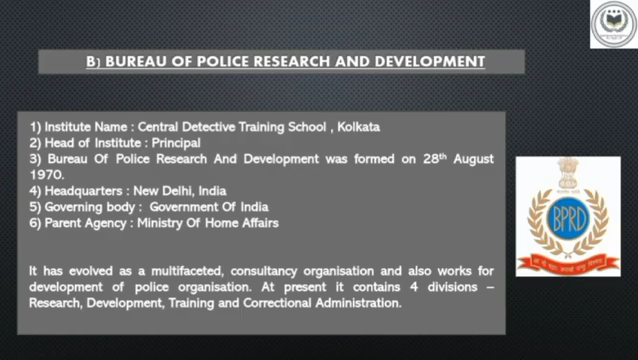 B) BUREAU OF POLICE RESEARCH AND DEVELOPMENT
1) Institute Name : Central Detective Training School , Kolkata
2) Head of Institute : Principal
3) Bureau Of Police Research And Development was formed on 28th August
1970.
4) Headquarters : New Delhi, India
5) Governing body : Government Of India
6) Parent Agency : Ministry Of Home Affairs
It has evolved as a multifaceted, consultancy organisation and also works for
development of police organisation. At present it contains 4 divisions –
Research, Development, Training and Correctional Administration.
BPRD